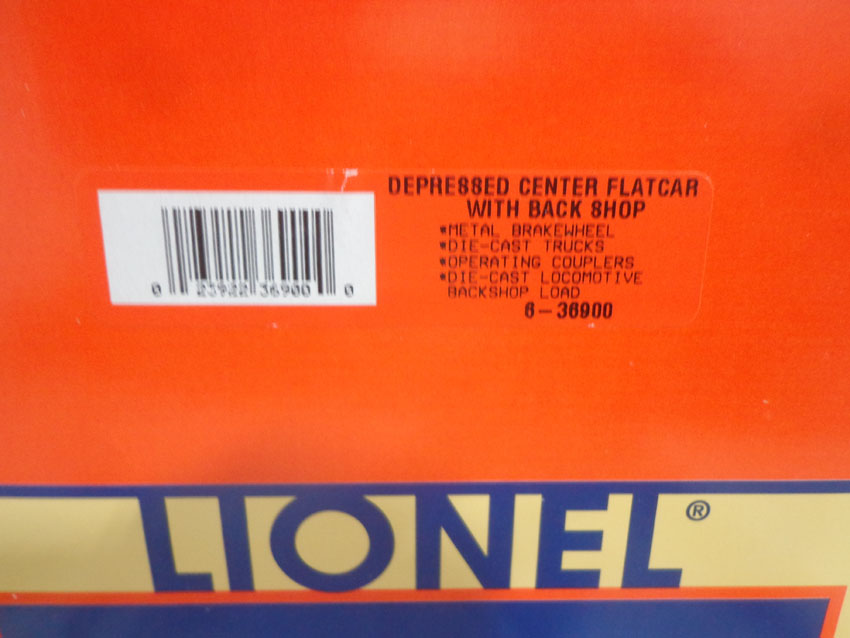 DEPRESSED CENTER FLATCAR
WITH BACK SHOP
*METAL BRAKEWHEEL
*DIE-CAST TRUCKS
*OPERATING COUPLERS
*DIE-CAST LOCOMOTIVE
BACKSHOP LOAD
6-36900
0 23922 36900 0
LIONEL®